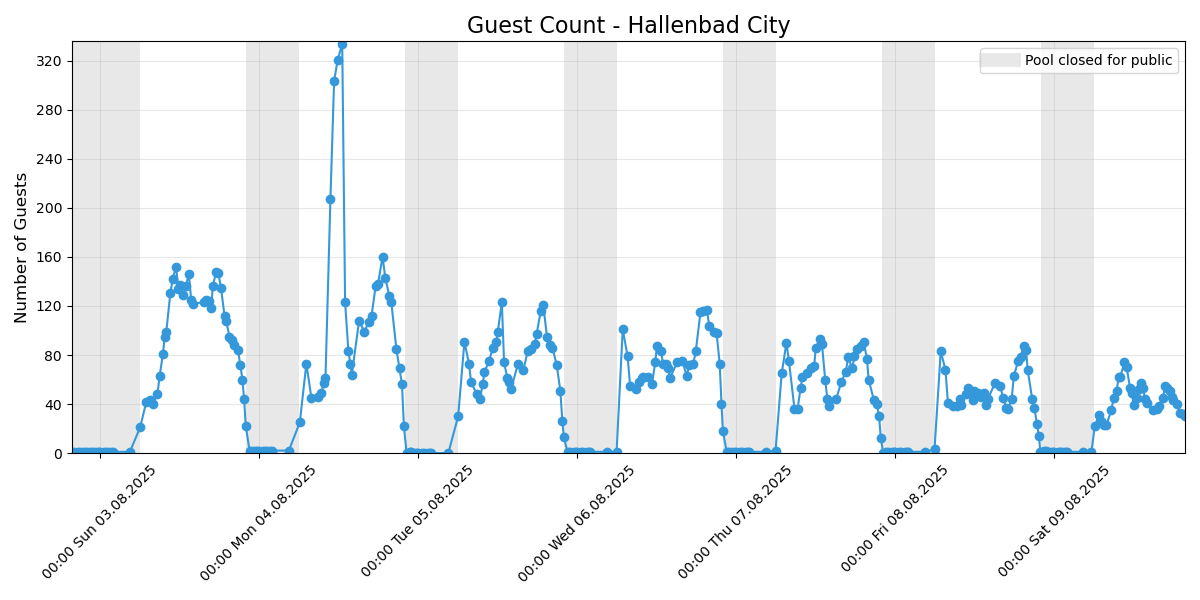 Guest Count - Hallenbad City
Pool closed for public
Number of Guests
320
280
240
200
160
120
80
40
0
00:00 Sun 03.08.2025
00:00 Mon 04.08.2025
00:00 Tue 05.08.2025
00:00 Wed 06.08.2025
00:00 Thu 07.08.2025
00:00 Fri 08.08.2025
00:00 Sat 09.08.2025